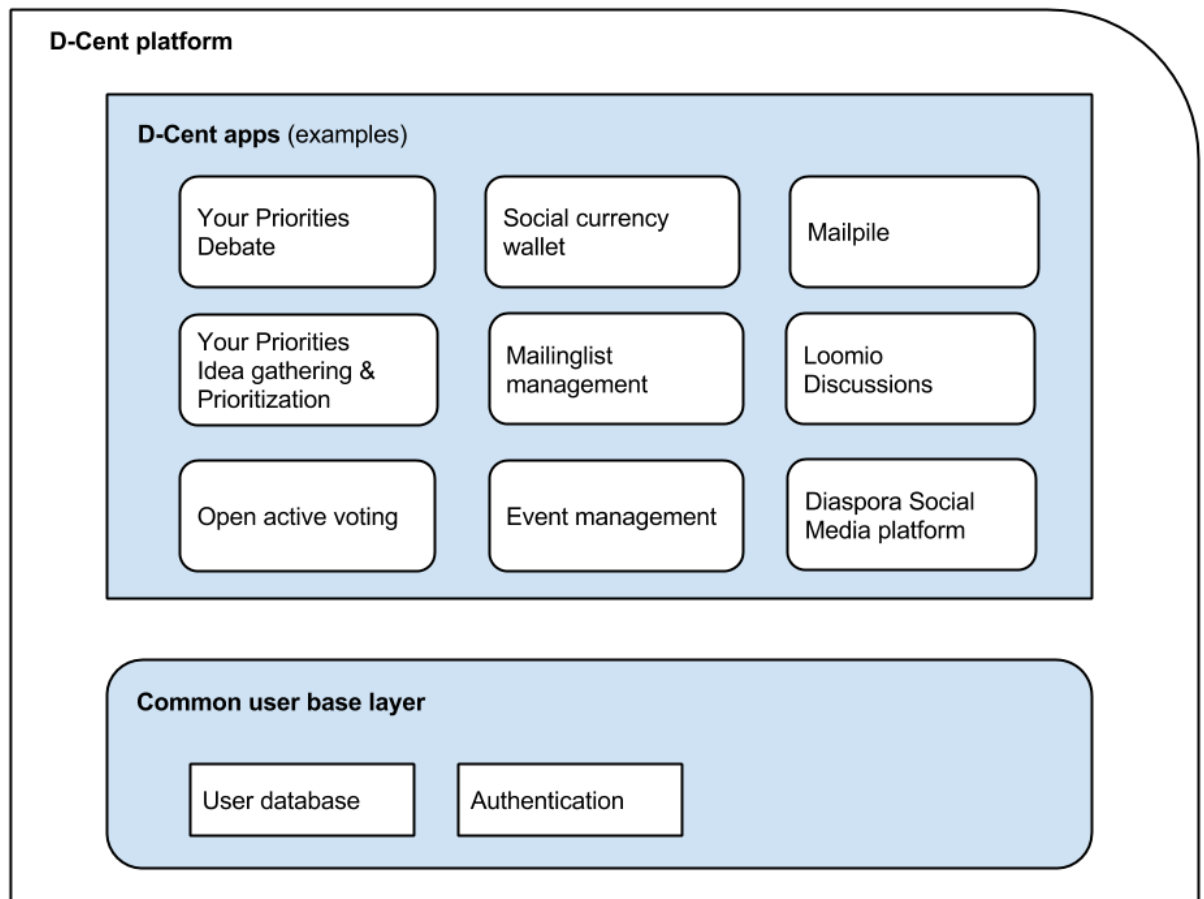 D-Cent platform
D-Cent apps (examples)
Your Priorities
Debate
Social currency
wallet
Mailpile
Your Priorities
Idea gathering &
Prioritization
Mailinglist
management
Loomio
Discussions
Open active voting
Event management
Diaspora Social
Media platform
Common user base layer
User database
Authentication